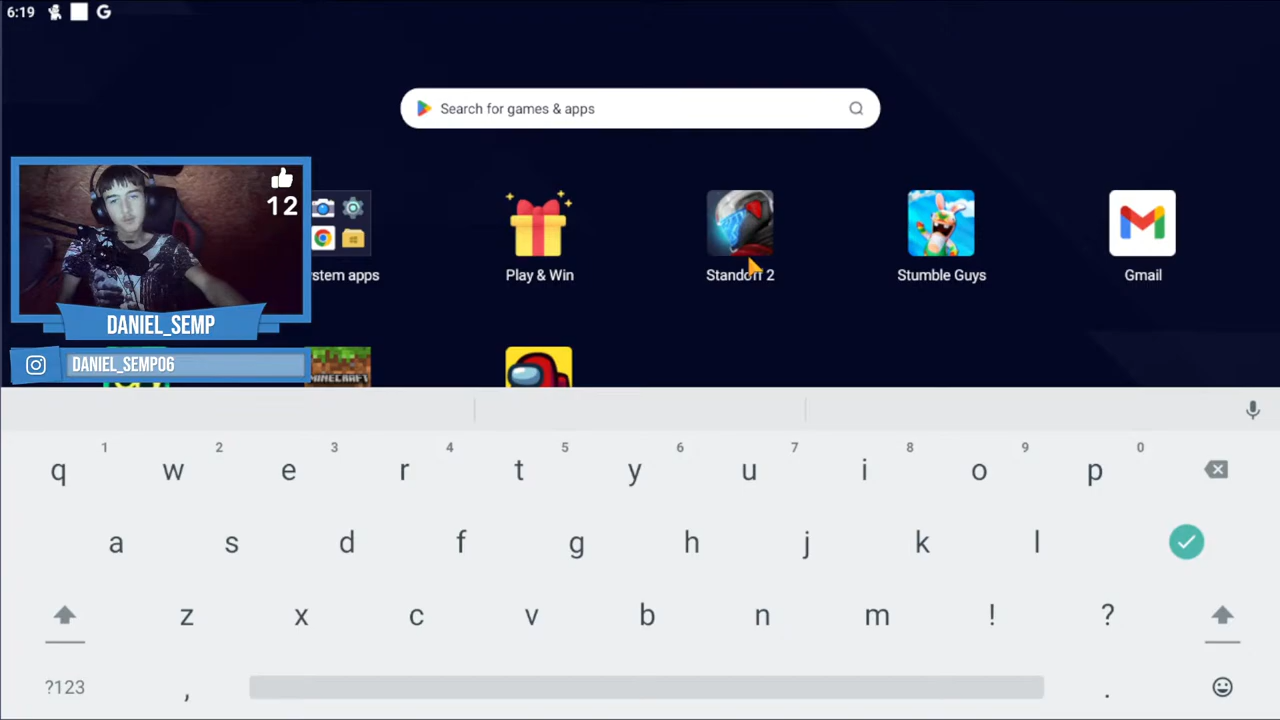 6:19
Search for games & apps
12
stem apps
Play & Win
Standoff 2
Stumble Guys
Gmail
DANIEL_SEMP
DANIEL_SEMP06
MINECRAFT
1 2 3 4 5 6 7 8 9 0
q w e r t y u i o p
a s d f g h j k l
z x c v b n m ! ?
?123 , .